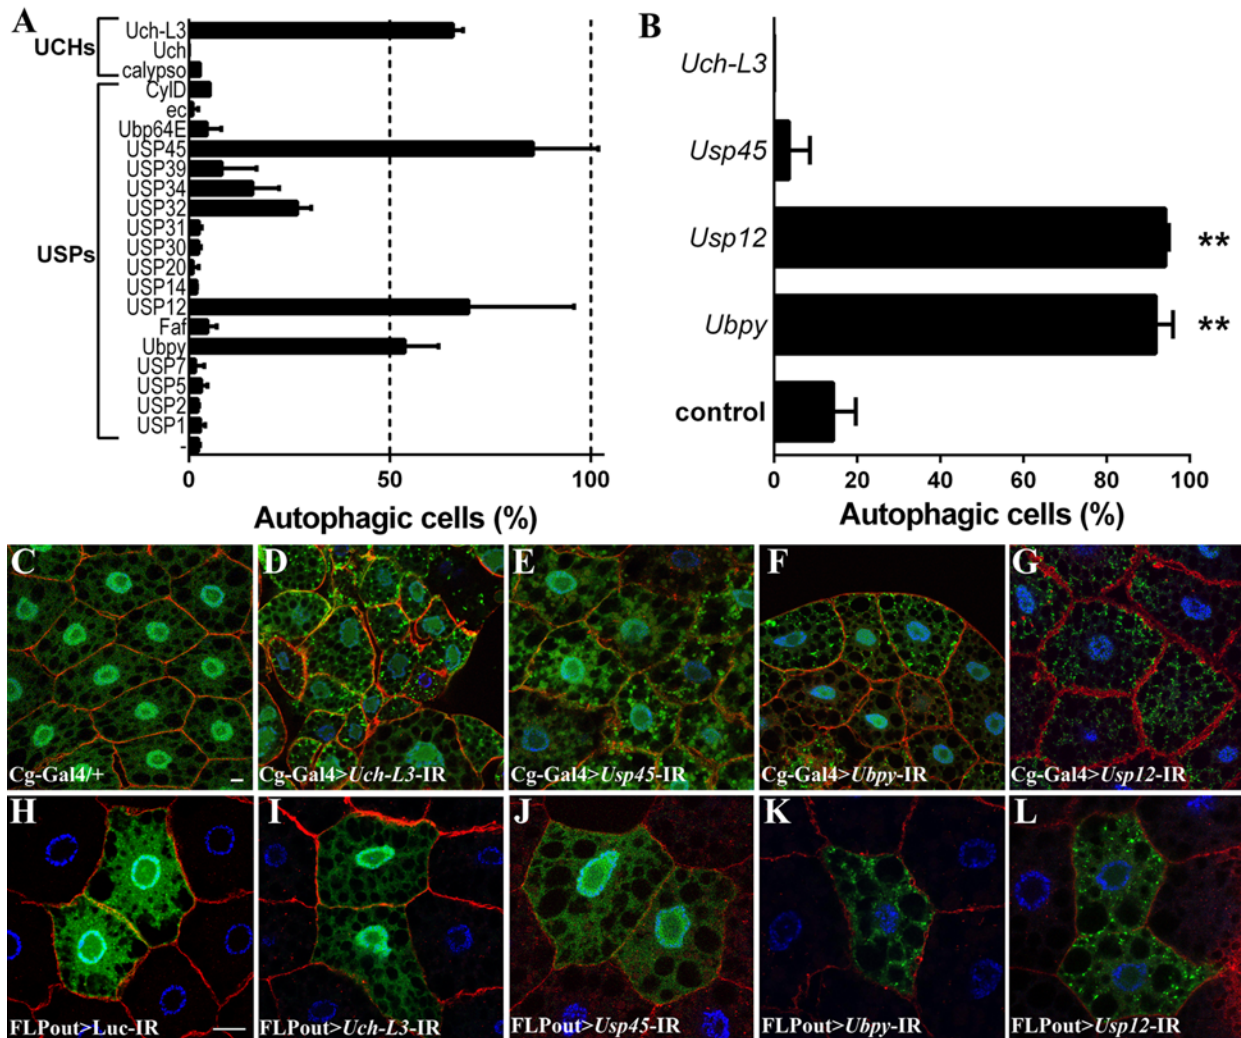 A
UCHs
Uch-L3
Uch
calypso
USPs
CylD
ec
Ubp64E
USP45
USP39
USP34
USP32
USP31
USP30
USP20
USP14
USP12
Faf
Ubpy
USP7
USP5
USP2
USP1
-
0 50 100
Autophagic cells (%)
B
Uch-L3
Usp45
Usp12 **
Ubpy **
control
0 20 40 60 80 100
Autophagic cells (%)
C
Cg-Gal4/+
D
Cg-Gal4>Uch-L3-IR
E
Cg-Gal4>Usp45-IR
F
Cg-Gal4>Ubpy-IR
G
Cg-Gal4>Usp12-IR
H
FLPout>Luc-IR
I
FLPout>Uch-L3-IR
J
FLPout>Usp45-IR
K
FLPout>Ubpy-IR
L
FLPout>Usp12-IR